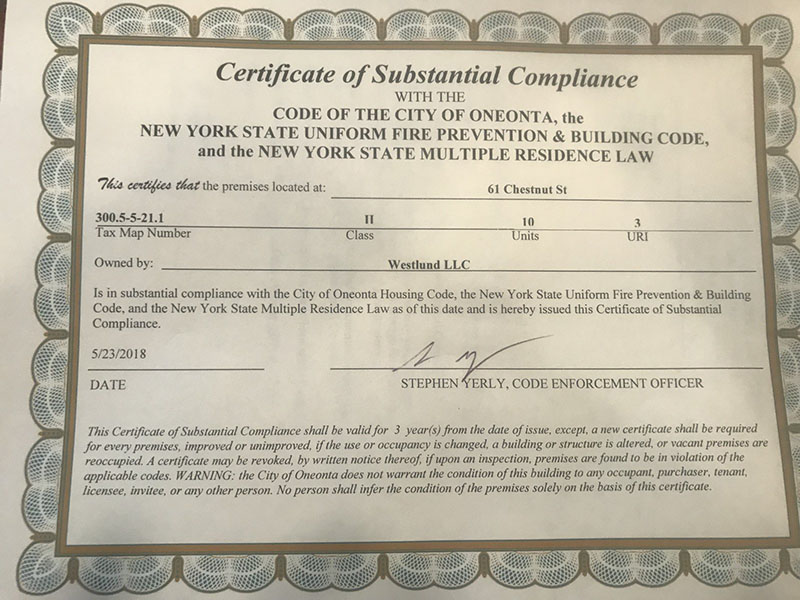 Certificate of Substantial Compliance
WITH THE
CODE OF THE CITY OF ONEONTA, the
NEW YORK STATE UNIFORM FIRE PREVENTION & BUILDING CODE,
and the NEW YORK STATE MULTIPLE RESIDENCE LAW
This certifies that the premises located at: 61 Chestnut St
300.5-5-21.1 II 10 3
Tax Map Number Class Units URI
Owned by: Westlund LLC
Is in substantial compliance with the City of Oneonta Housing Code, the New York State Uniform Fire Prevention & Building
Code, and the New York State Multiple Residence Law as of this date and is hereby issued this Certificate of Substantial
Compliance.
5/23/2018
DATE STEPHEN YERLY, CODE ENFORCEMENT OFFICER
This Certificate of Substantial Compliance shall be valid for 3 year(s) from the date of issue, except, a new certificate shall be required
for every premises, improved or unimproved, if the use or occupancy is changed, a building or structure is altered, or vacant premises are
reoccupied. A certificate may be revoked, by written notice thereof, if upon an inspection, premises are found to be in violation of the
applicable codes. WARNING: the City of Oneonta does not warrant the condition of this building to any occupant, purchaser, tenant,
licensee, invitee, or any other person. No person shall infer the condition of the premises solely on the basis of this certificate.